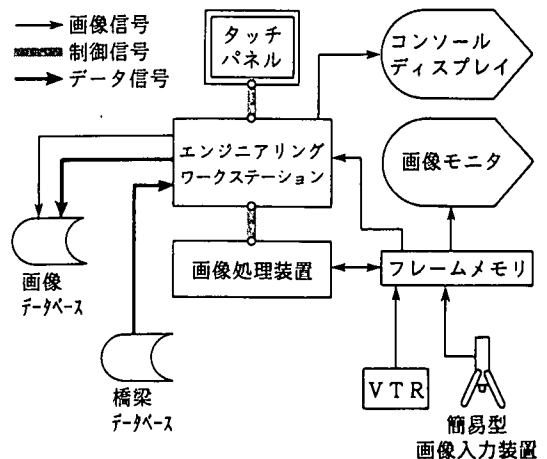 画像信号
制御信号
データ信号
タッチ
パネル
コンソール
ディスプレイ
エンジニアリング
ワークステーション
画像モニタ
画像処理装置
フレームメモリ
画像
データベース
橋梁
データベース
VTR
簡易型
画像入力装置